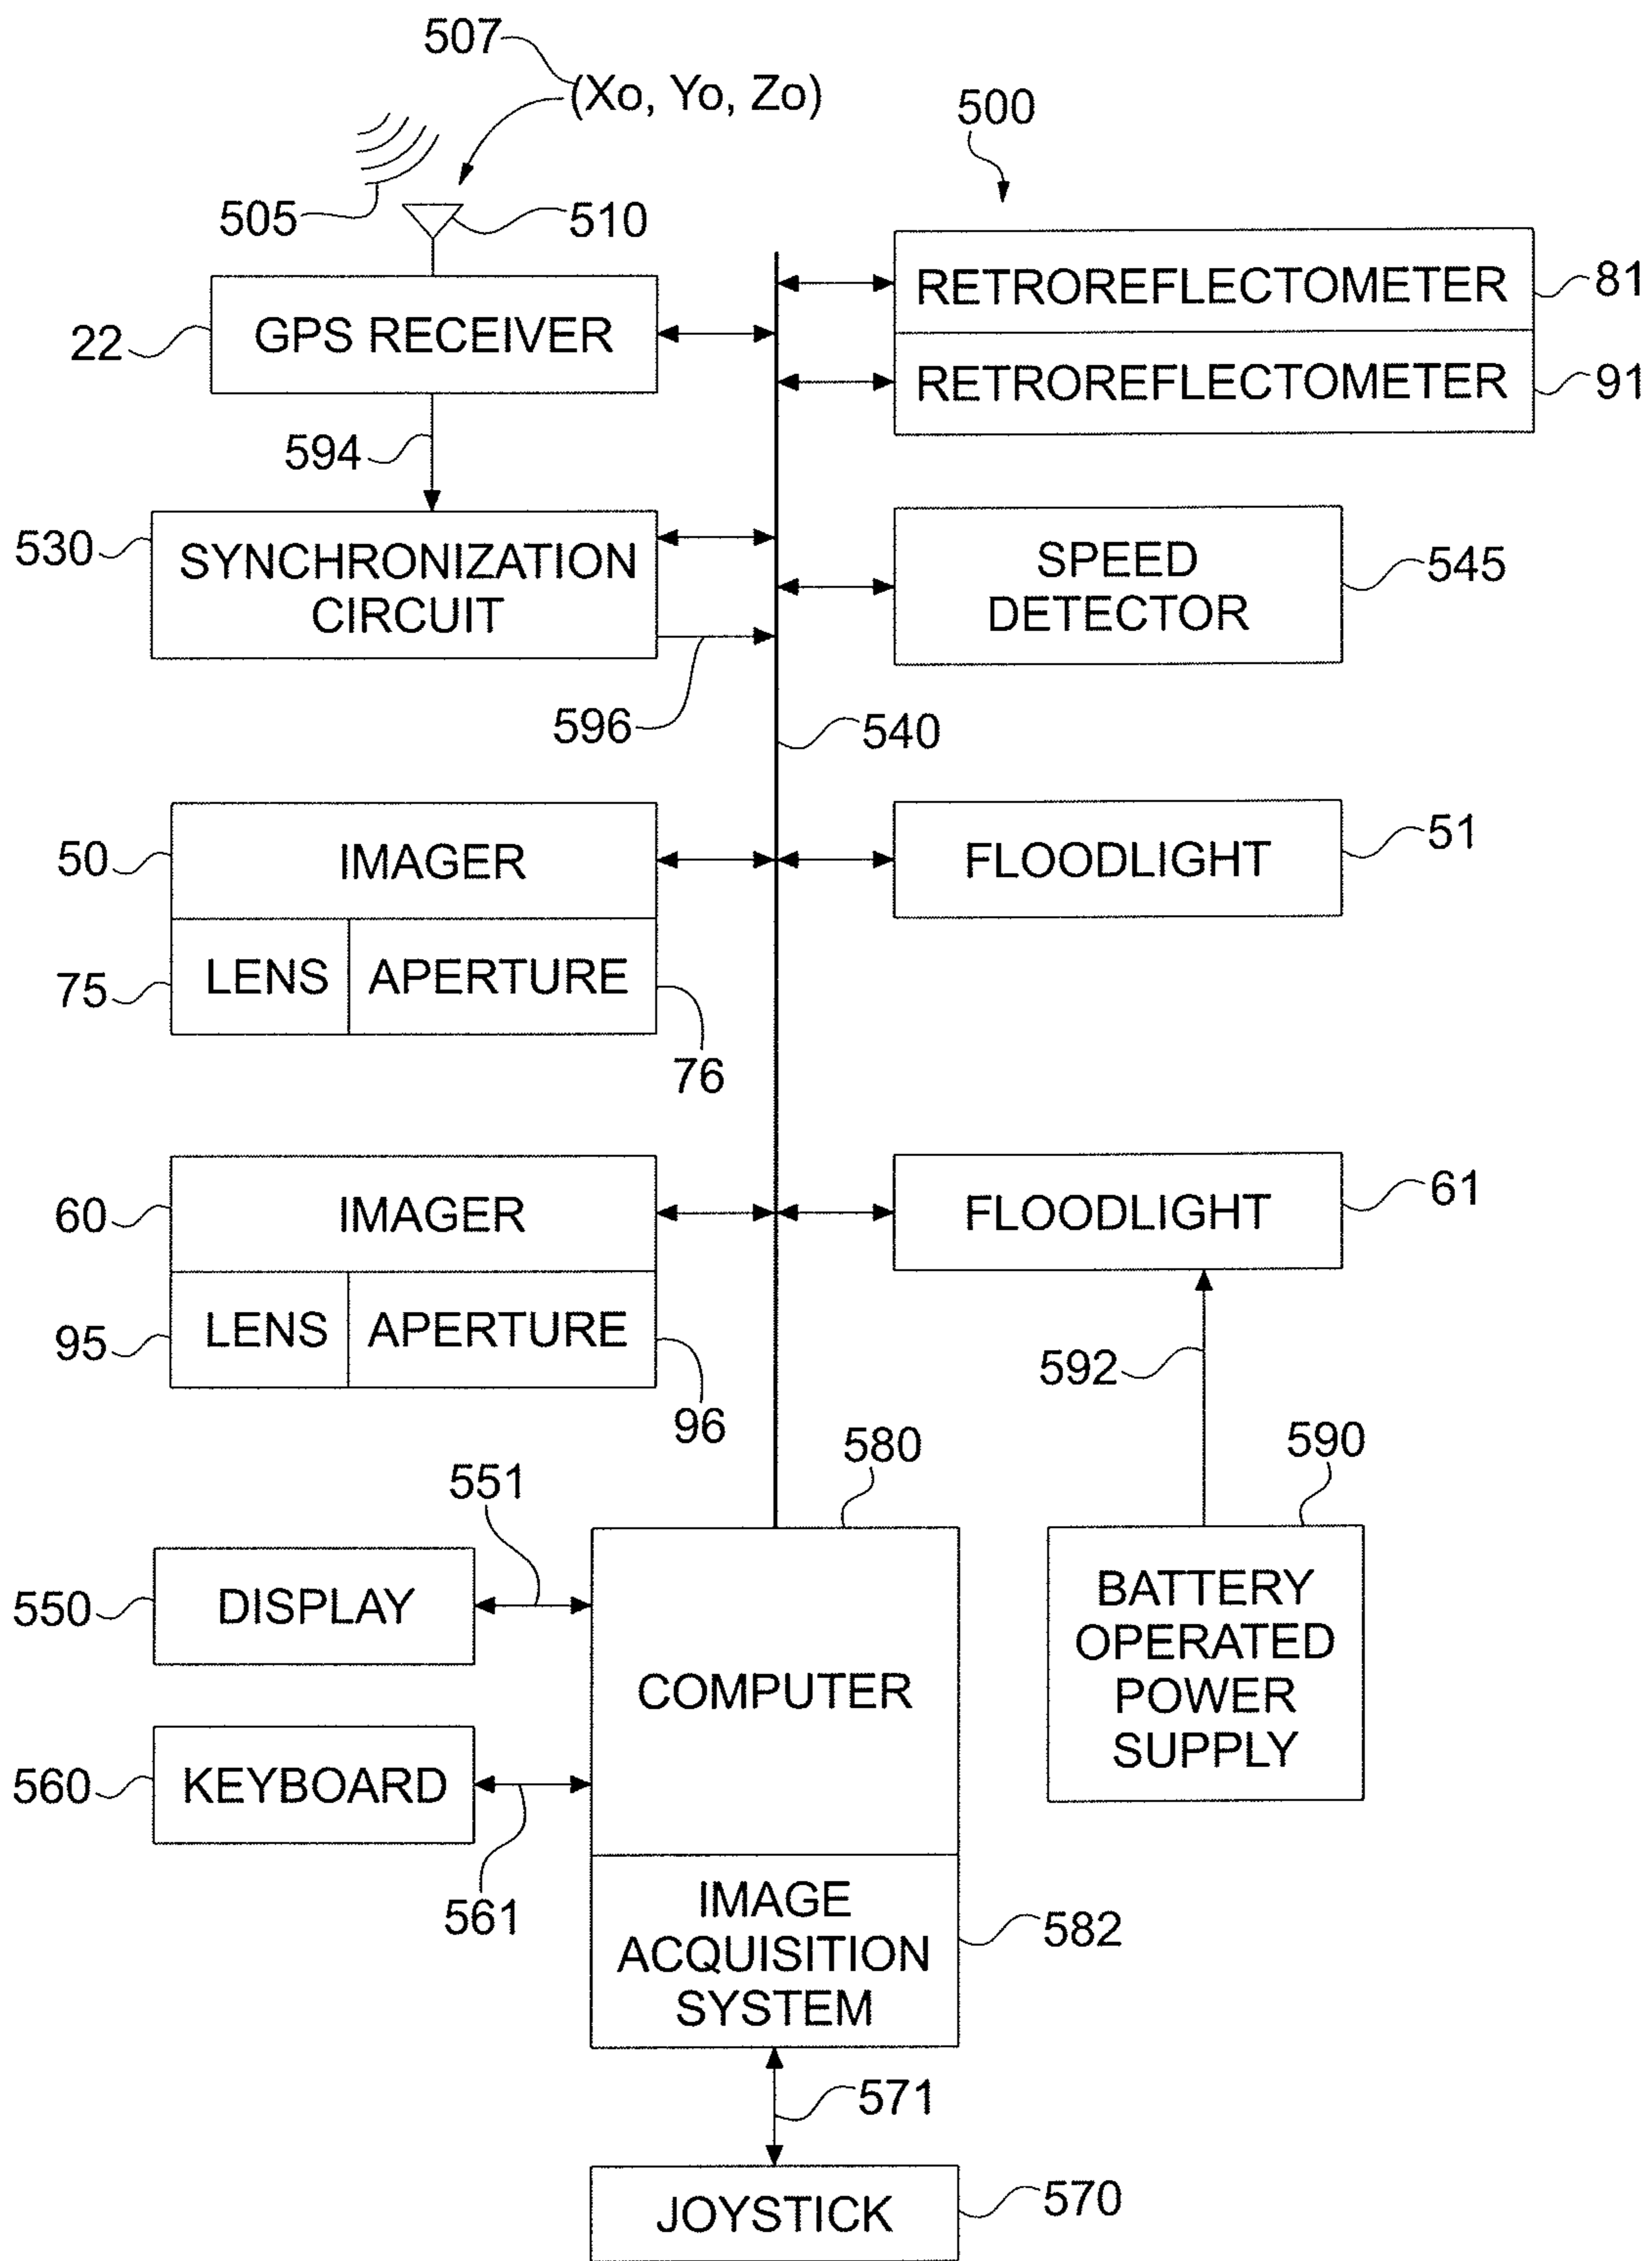 507
(Xo, Yo, Zo)
500
505
510
RETROREFLECTOMETER
81
22
GPS RECEIVER
RETROREFLECTOMETER
91
594
530
SYNCHRONIZATION
CIRCUIT
SPEED
DETECTOR
545
596
540
50
IMAGER
FLOODLIGHT
51
75
LENS
APERTURE
76
60
IMAGER
FLOODLIGHT
61
95
LENS
APERTURE
96
592
580
590
551
550
DISPLAY
COMPUTER
BATTERY
OPERATED
POWER
SUPPLY
560
KEYBOARD
561
IMAGE
ACQUISITION
SYSTEM
582
571
JOYSTICK
570